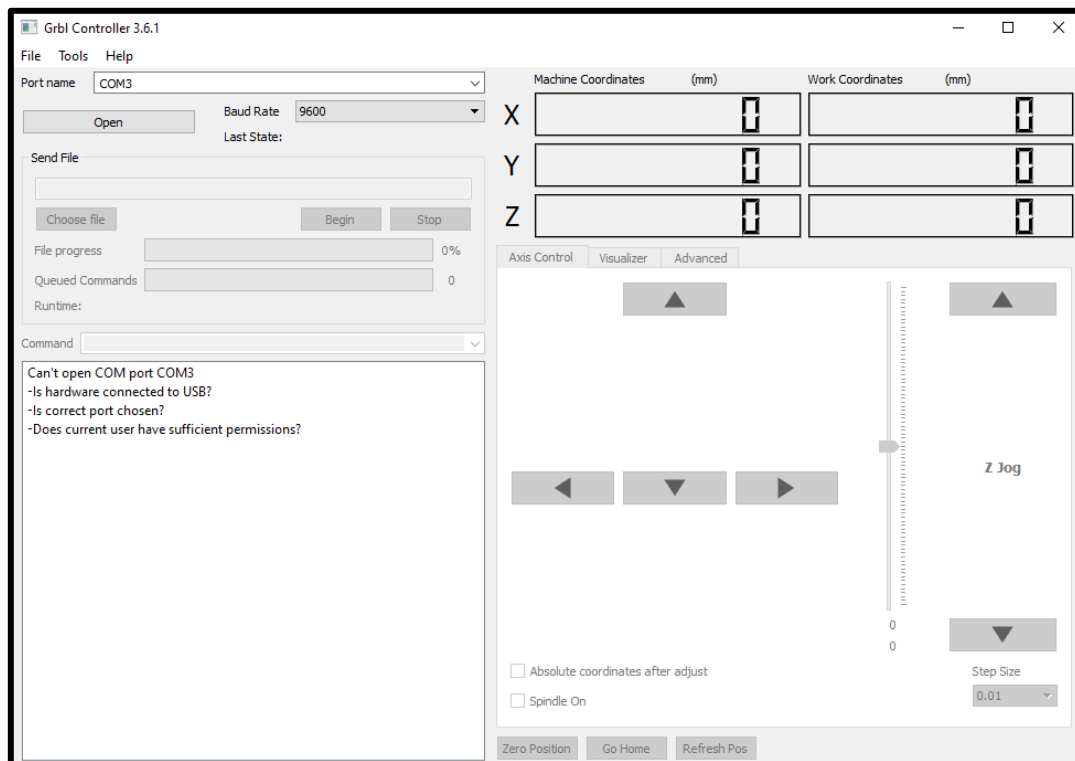 Grbl Controller 3.6.1
File Tools Help
Port name COM3
Open
Baud Rate 9600
Last State:
Send File
Choose file Begin Stop
File progress 0%
Queued Commands 0
Runtime:
Command
Can't open COM port COM3
-Is hardware connected to USB?
-Is correct port chosen?
-Does current user have sufficient permissions?
Machine Coordinates (mm) Work Coordinates (mm)
X 0 0
Y 0 0
Z 0 0
Axis Control Visualizer Advanced
Z Jog
0
0
Absolute coordinates after adjust
Spindle On
Step Size
0.01
Zero Position Go Home Refresh Pos